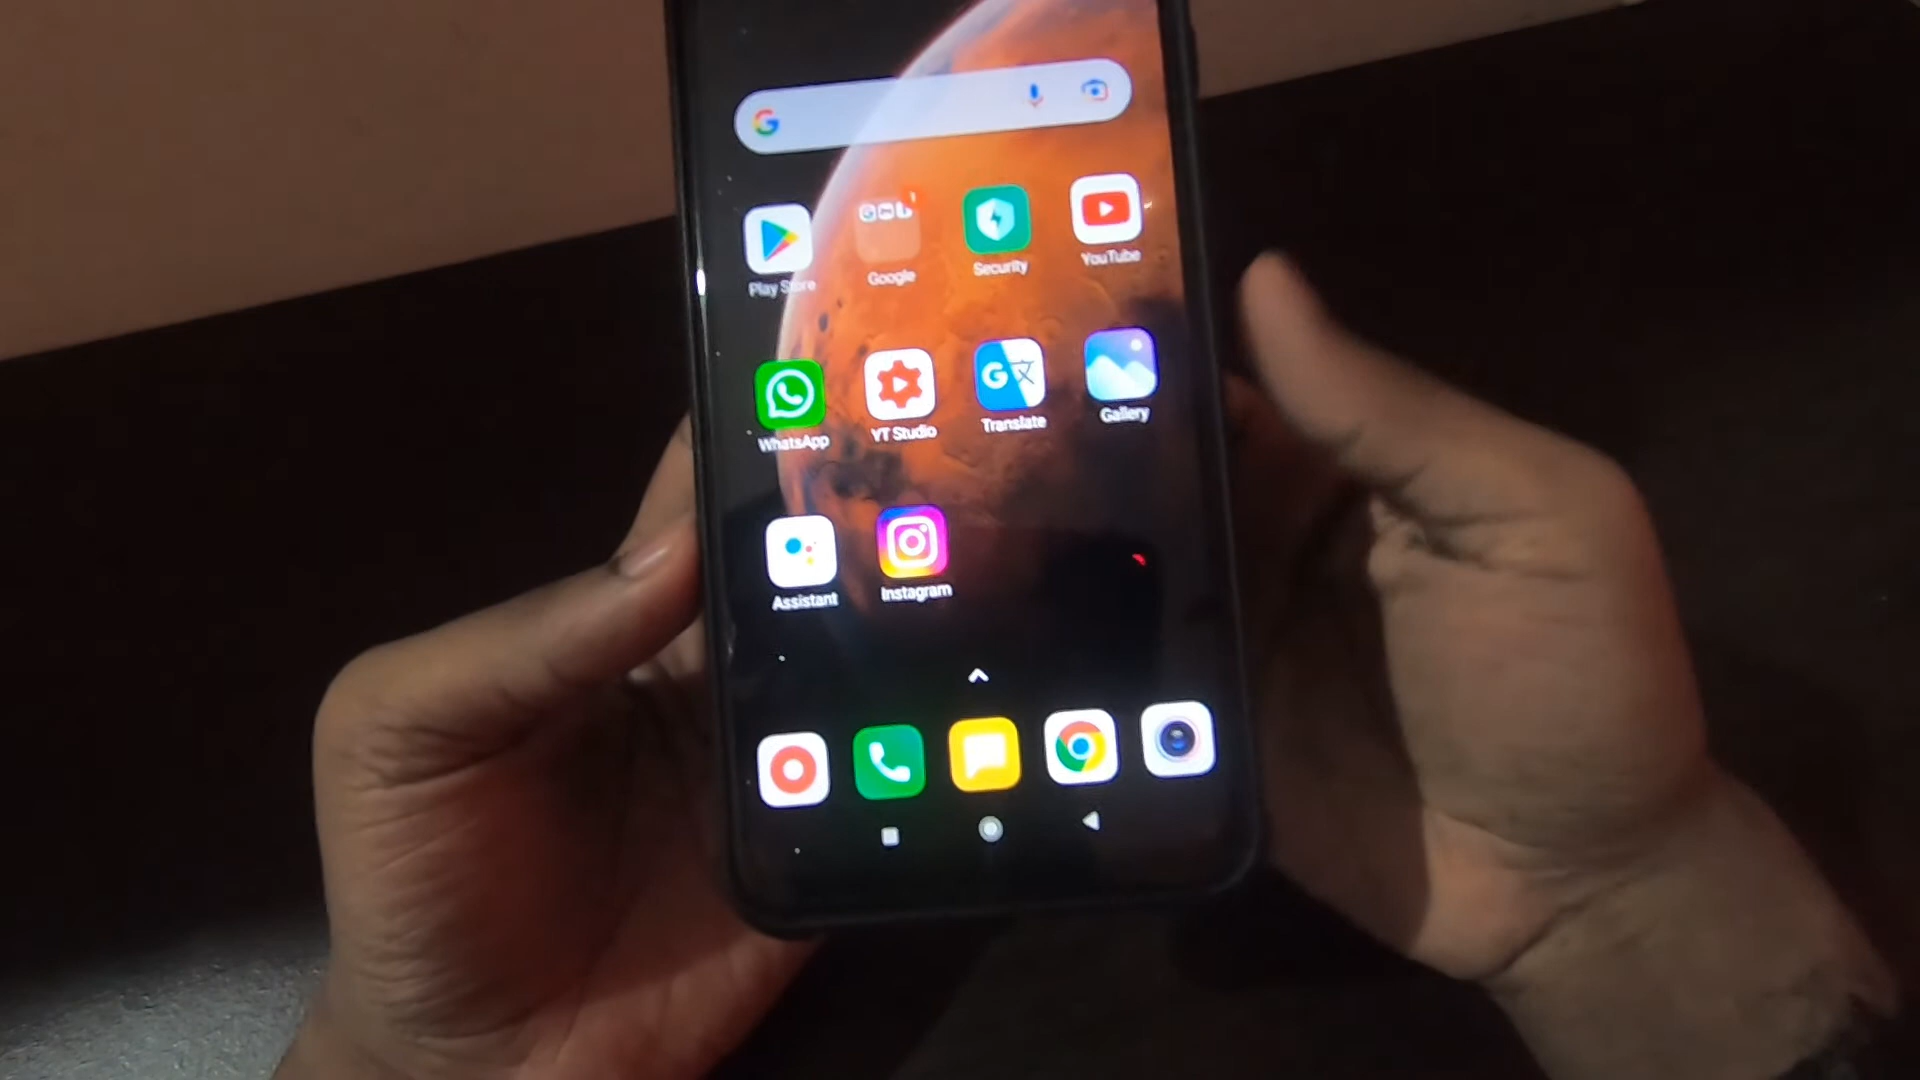 Play Store
Google
Security
YouTube
WhatsApp
YT Studio
Translate
Gallery
Assistant
Instagram